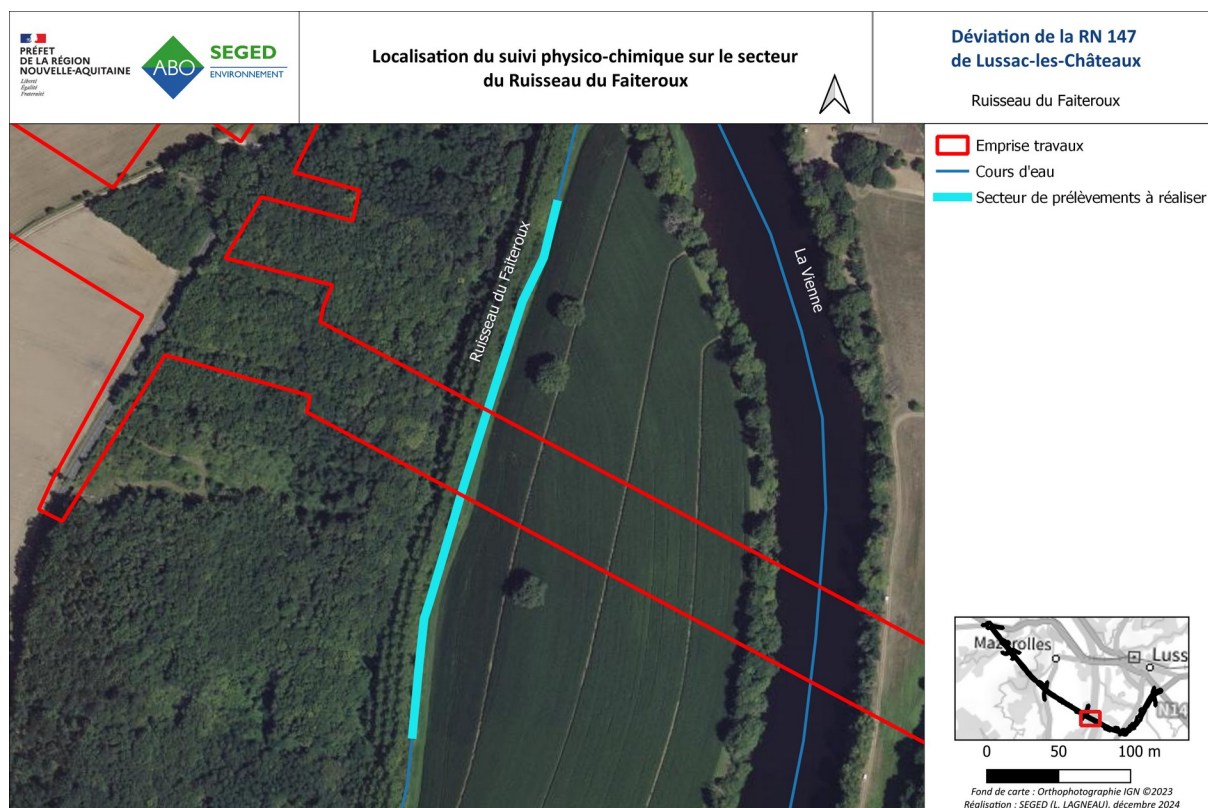 PRÉFET
DE LA RÉGION
NOUVELLE-AQUITAINE
Liberté
Égalité
Fraternité
ABO
SEGED
ENVIRONNEMENT
Localisation du suivi physico-chimique sur le secteur
du Ruisseau du Faiteroux
Déviation de la RN 147
de Lussac-les-Châteaux
Ruisseau du Faiteroux
Emprise travaux
Cours d'eau
Secteur de prélèvements à réaliser
Ruisseau du Faiteroux
La Vienne
Mazerolles
Luss
N14
0 50 100 m
Fond de carte : Orthophotographie IGN ©2023
Réalisation : SEGED (L. LAGNEAU), décembre 2024